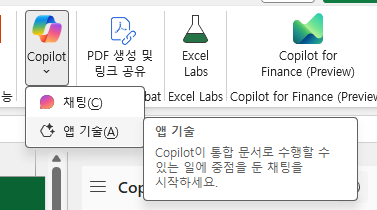 Copilot
PDF 생성 및
링크 공유
Excel
Labs
Copilot for
Finance (Preview)
능
채팅(C)
bat
Excel Labs
Copilot for Finance (Preview)
앱 기술(A)
앱 기술
Copilot이 통합 문서로 수행할 수
있는 일에 중점을 둔 채팅을
시작하세요.
Cop